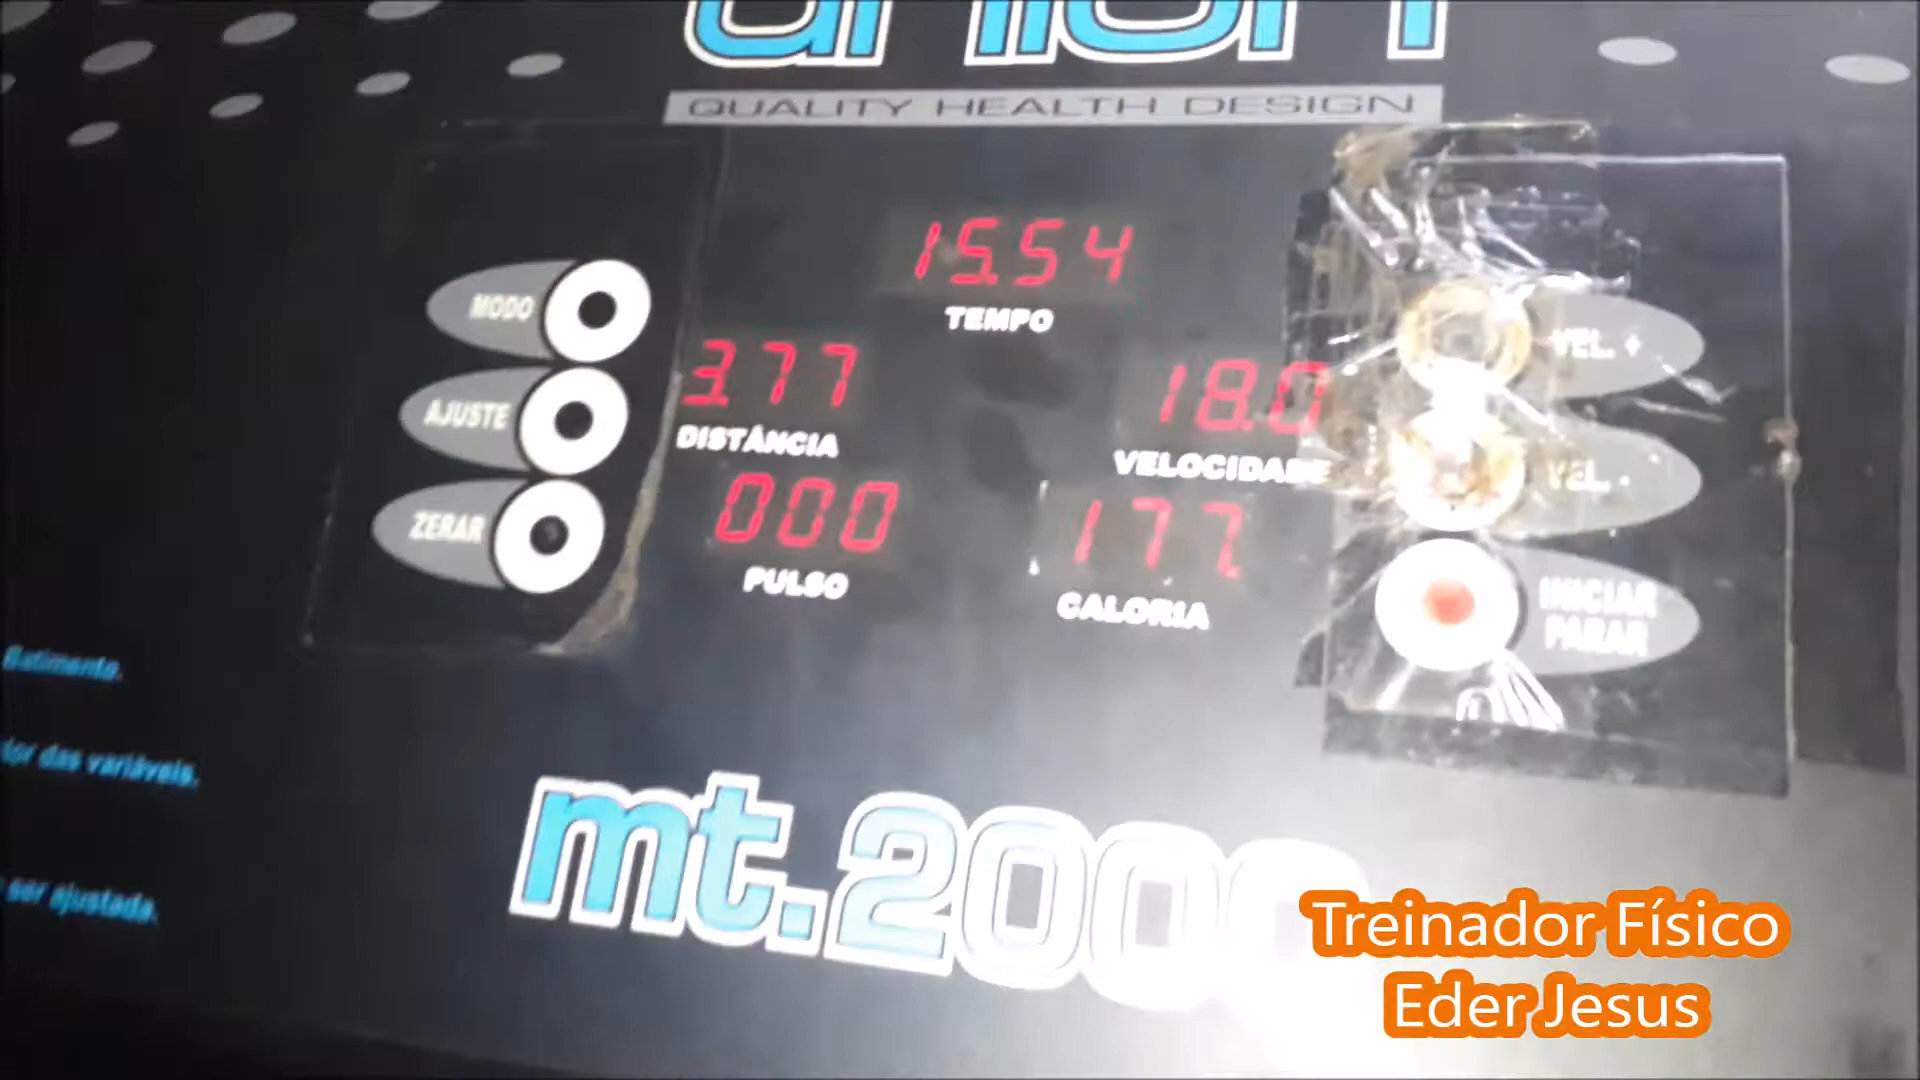 union
QUALITY HEALTH DESIGN
15.54
TEMPO
MODO
3.77
DISTÂNCIA
18.0
VELOCIDADE
VEL. +
AJUSTE
000
PULSO
177.
CALORIA
VEL. -
ZERAR
INICIAR
PARAR
Batimento.
das variáveis.
ser ajustada.
mt.2000
Treinador Físico
Eder Jesus